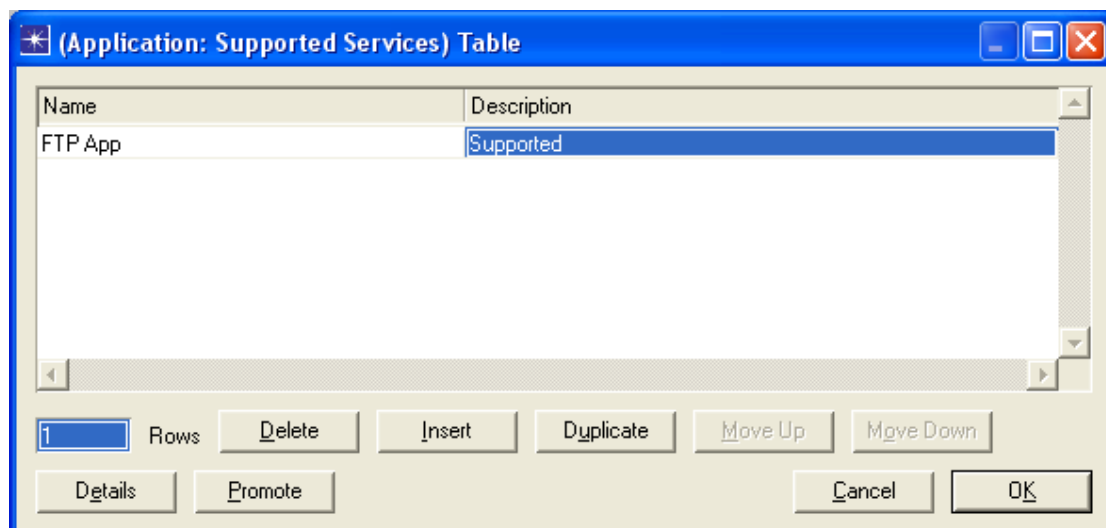 (Application: Supported Services) Table
Name Description
FTP App Supported
1 Rows Delete Insert Duplicate Move Up Move Down
Details Promote Cancel OK